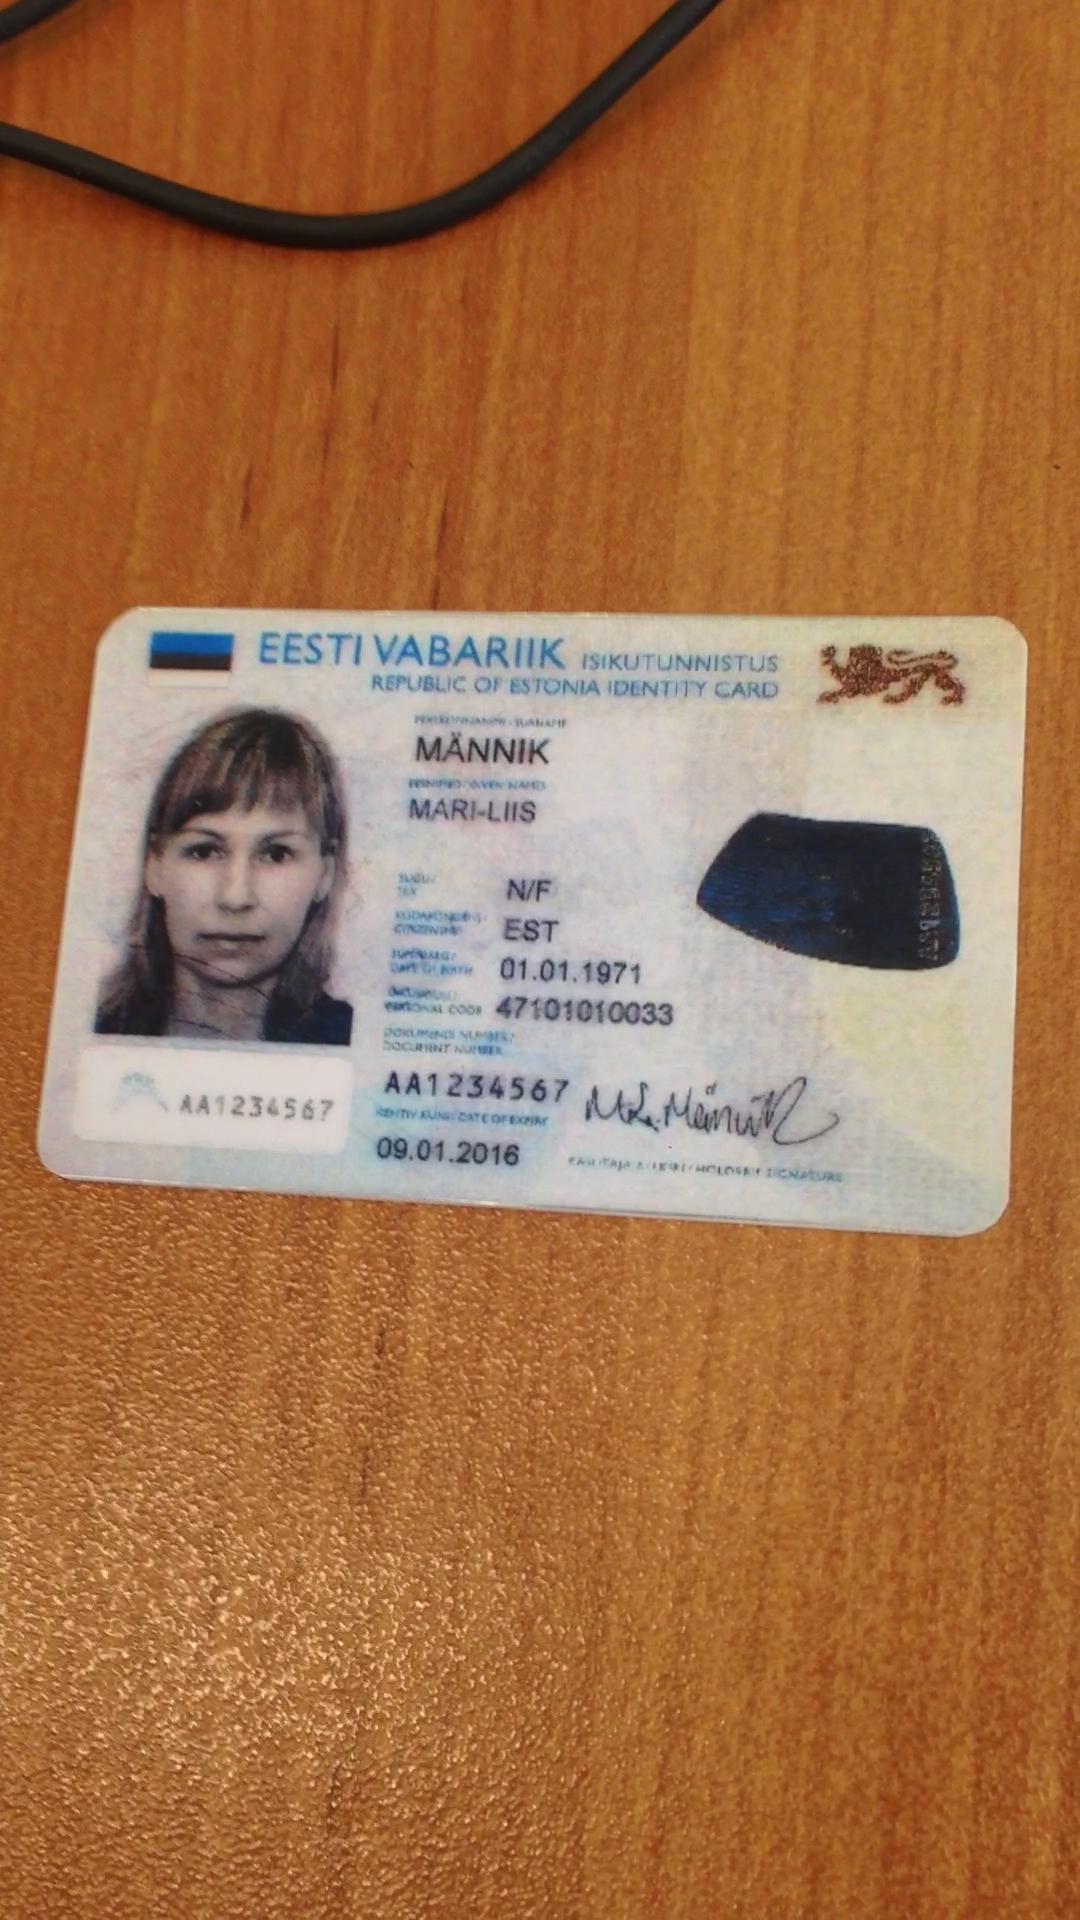 EESTI VABARIIK ISIKUTUNNISTUS
REPUBLIC OF ESTONIA IDENTITY CARD
PEREKONNANIMI / SURNAME
MÄNNIK
EESNIMED / GIVEN NAMES
MARI-LIIS
SUGU / SEX
N/F
KODAKONDSUS / CITIZENSHIP
EST
SÜNNIAEG / DATE OF BIRTH
01.01.1971
ISIKUKOOD / PERSONAL CODE
47101010033
DOKUMENDI NUMBER /
DOCUMENT NUMBER
AA1234567
AA1234567
KEHTIV KUNI / DATE OF EXPIRY
09.01.2016
M.L. Männik
KASUTAJA ALLKIRI / HOLDER'S SIGNATURE